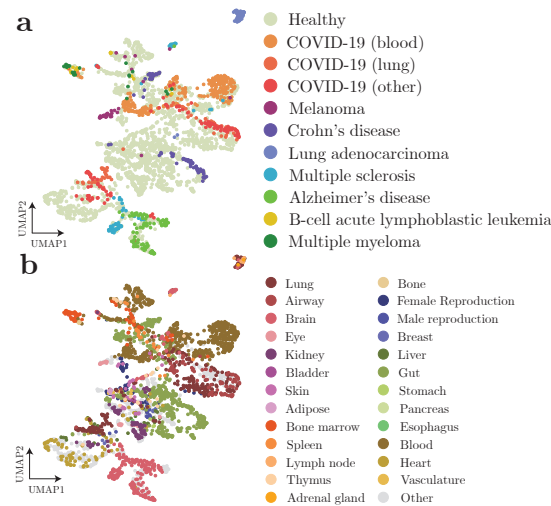 a
Healthy
COVID-19 (blood)
COVID-19 (lung)
COVID-19 (other)
Melanoma
Crohn's disease
Lung adenocarcinoma
Multiple sclerosis
Alzheimer's disease
B-cell acute lymphoblastic leukemia
Multiple myeloma
UMAP2
UMAP1
b
Lung
Airway
Brain
Eye
Kidney
Bladder
Skin
Adipose
Bone marrow
Spleen
Lymph node
Thymus
Adrenal gland
Bone
Female Reproduction
Male reproduction
Breast
Liver
Gut
Stomach
Pancreas
Esophagus
Blood
Heart
Vasculature
Other
UMAP2
UMAP1